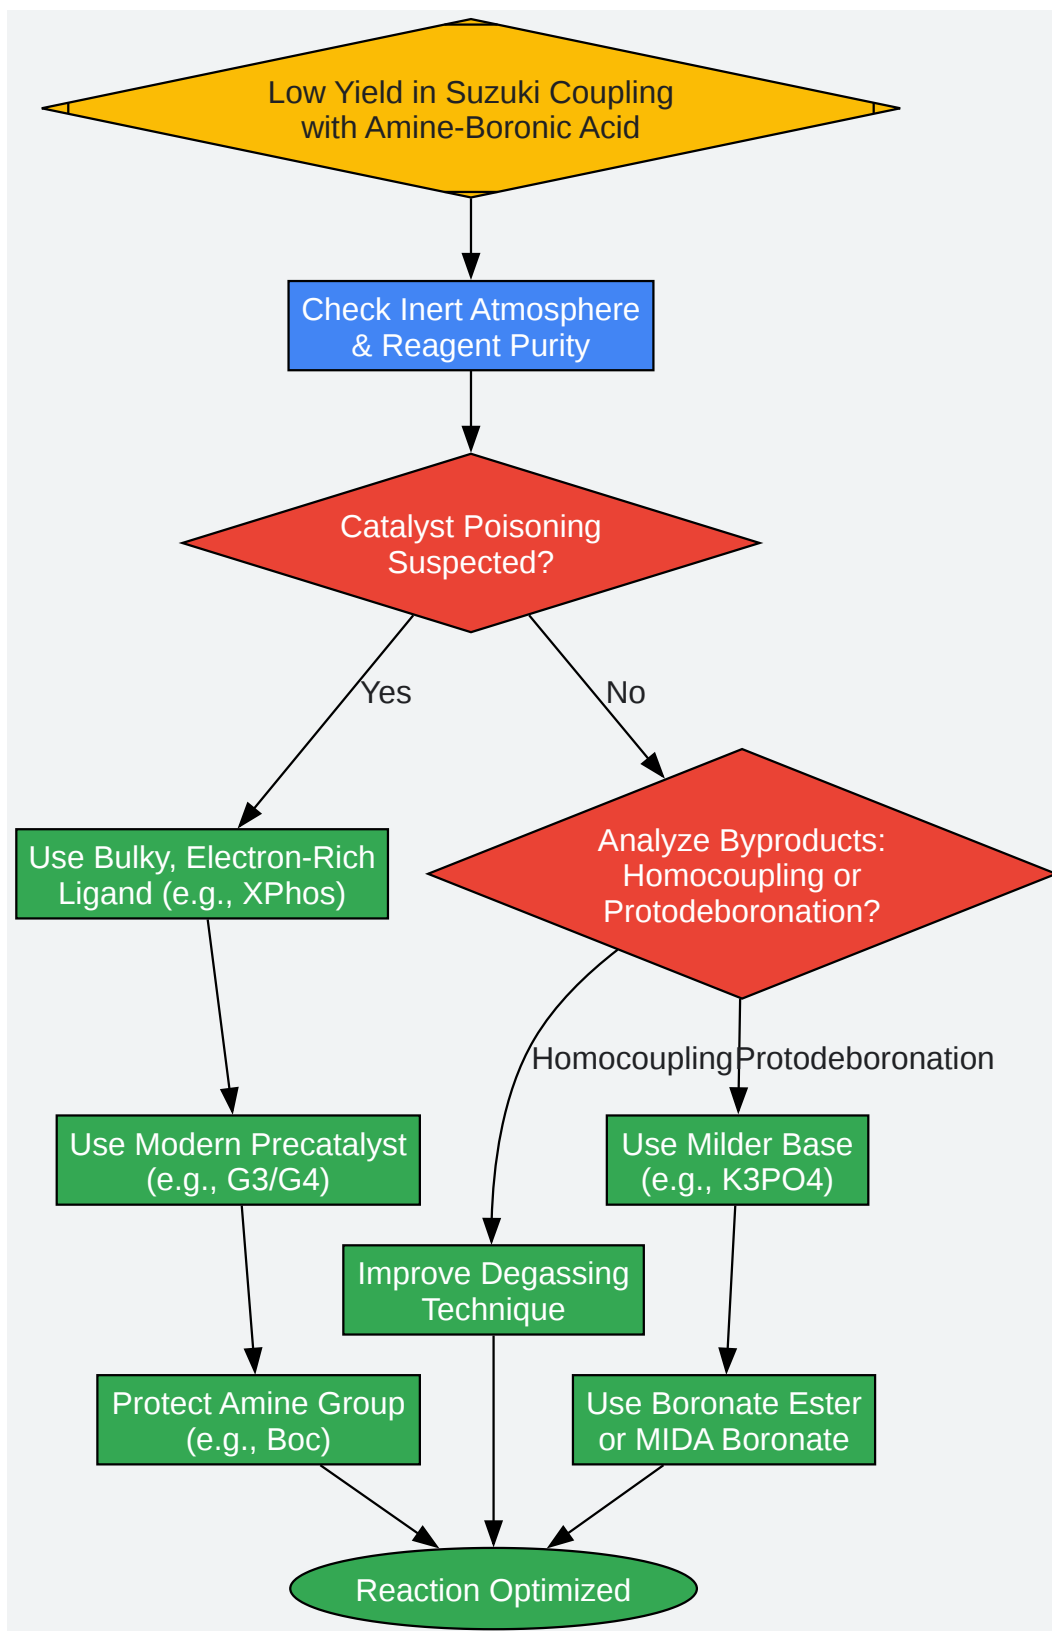 Low Yield in Suzuki Coupling
with Amine-Boronic Acid
Check Inert Atmosphere
& Reagent Purity
Catalyst Poisoning
Suspected?
Yes
No
Use Bulky, Electron-Rich
Ligand (e.g., XPhos)
Analyze Byproducts:
Homocoupling or
Protodeboronation?
Homocoupling
Protodeboronation
Use Modern Precatalyst
(e.g., G3/G4)
Use Milder Base
(e.g., K3PO4)
Improve Degassing
Technique
Protect Amine Group
(e.g., Boc)
Use Boronate Ester
or MIDA Boronate
Reaction Optimized